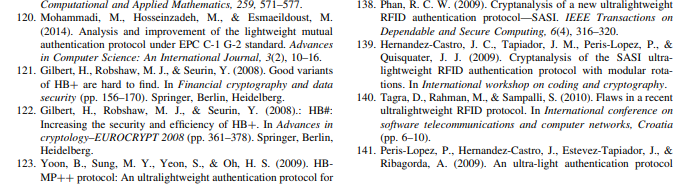 Computational and Applied Mathematics, 259, 571–577.
120. Mohammadi, M., Hosseinzadeh, M., & Esmaeildoust, M.
(2014). Analysis and improvement of the lightweight mutual
authentication protocol under EPC C-1 G-2 standard. Advances
in Computer Science: An International Journal, 3(2), 10–16.
121. Gilbert, H., Robshaw, M. J., & Seurin, Y. (2008). Good variants
of HB+ are hard to find. In Financial cryptography and data
security (pp. 156–170). Springer, Berlin, Heidelberg.
122. Gilbert, H., Robshaw, M. J., & Seurin, Y. (2008).: HB#:
Increasing the security and efficiency of HB+. In Advances in
cryptology–EUROCRYPT 2008 (pp. 361–378). Springer, Berlin,
Heidelberg.
123. Yoon, B., Sung, M. Y., Yeon, S., & Oh, H. S. (2009). HB-
MP++ protocol: An ultralightweight authentication protocol for
138. Phan, R. C. W. (2009). Cryptanalysis of a new ultralightweight
RFID authentication protocol—SASI. IEEE Transactions on
Dependable and Secure Computing, 6(4), 316–320.
139. Hernandez-Castro, J. C., Tapiador, J. M., Peris-Lopez, P., &
Quisquater, J. J. (2009). Cryptanalysis of the SASI ultra-
lightweight RFID authentication protocol with modular rota-
tions. In International workshop on coding and cryptography.
140. Tagra, D., Rahman, M., & Sampalli, S. (2010). Flaws in a recent
ultralightweight RFID protocol. In International conference on
software telecommunications and computer networks, Croatia
(pp. 6–10).
141. Peris-Lopez, P., Hernandez-Castro, J., Estevez-Tapiador, J., &
Ribagorda, A. (2009). An ultra-light authentication protocol